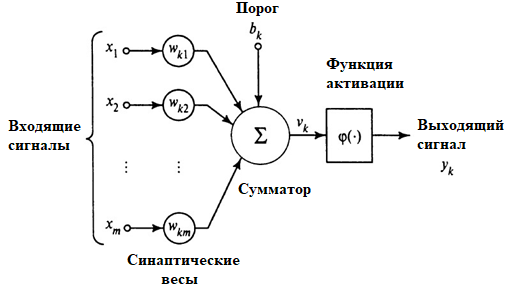 Порог
b_k
x_1
w_k1
Функция
активации
x_2
w_k2
Входящие
сигналы
Σ
v_k
φ(·)
Выходящий
сигнал
y_k
⋮
⋮
Сумматор
x_m
w_km
Синаптические
весы